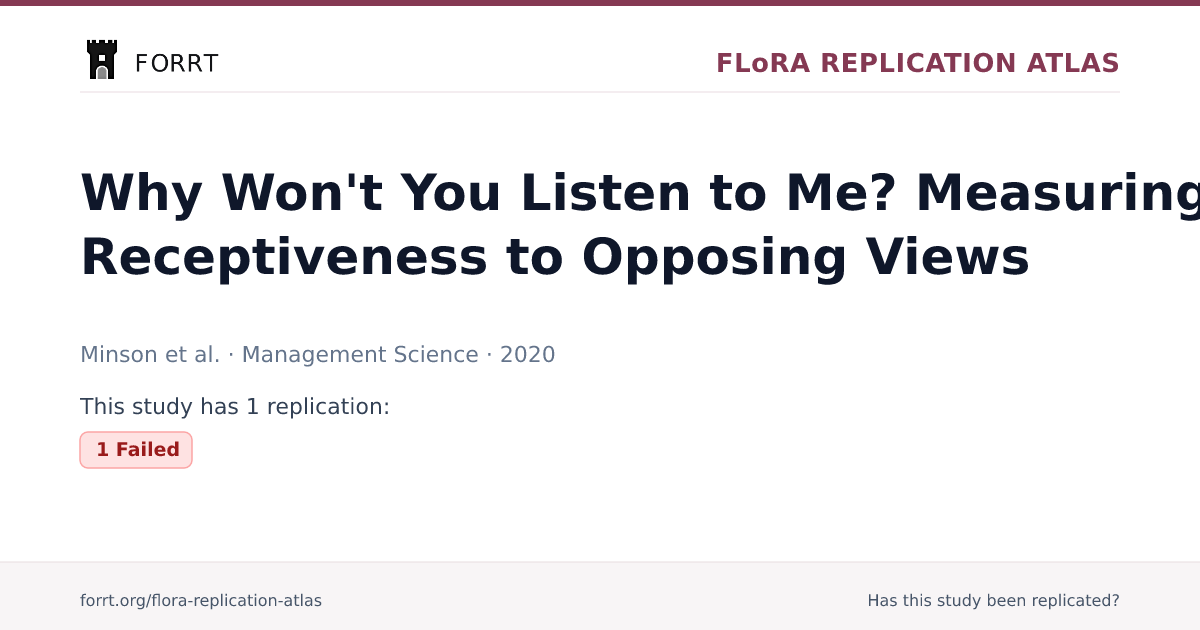 FORRT
FLoRA REPLICATION ATLAS
Why Won't You Listen to Me? Measuring
Receptiveness to Opposing Views
Minson et al. · Management Science · 2020
This study has 1 replication:
1 Failed
forrt.org/flora-replication-atlas
Has this study been replicated?